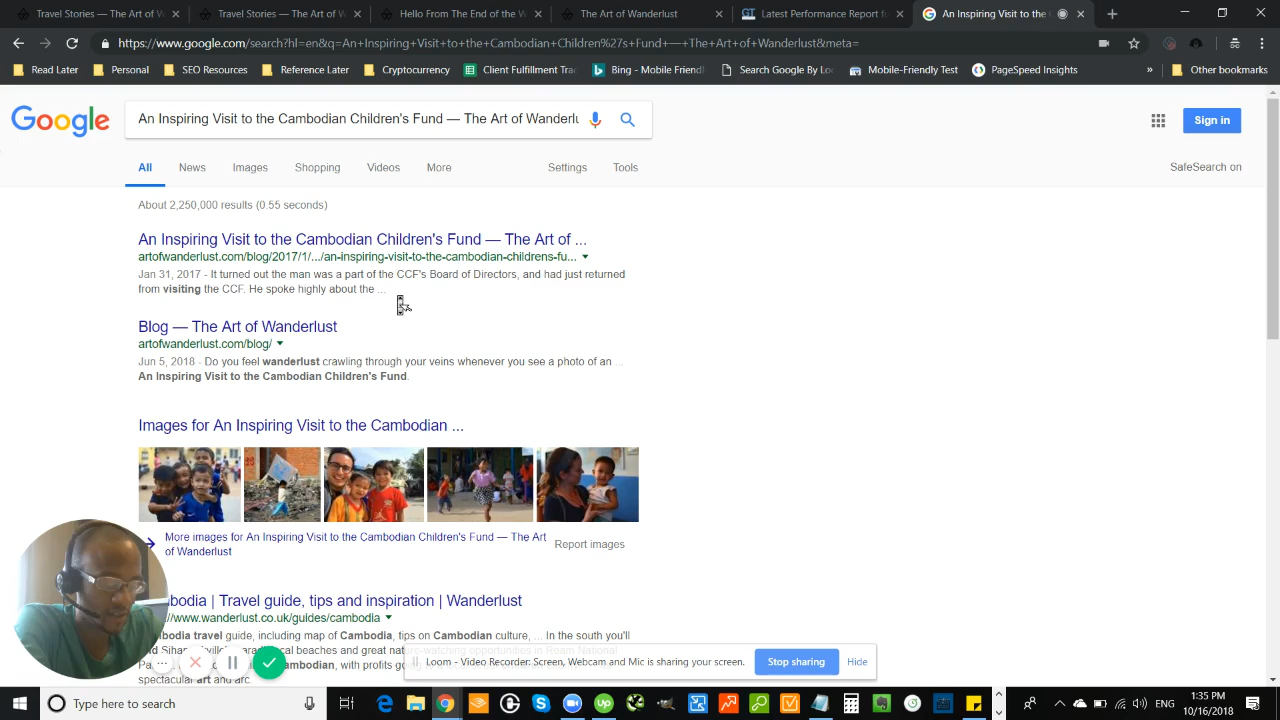 Travel Stories — The Art of W
Travel Stories — The Art of W
Hello From The End of the W
The Art of Wanderlust
Latest Performance Report fo
An Inspiring Visit to the
https://www.google.com/search?hl=en&q=An+Inspiring+Visit+to+the+Cambodian+Children%27s+Fund+—+The+Art+of+Wanderlust&meta=
Read Later
Personal
SEO Resources
Reference Later
Cryptocurrency
Client Fulfillment Trac
Bing - Mobile Friendl
Search Google By Loc
Mobile-Friendly Test
PageSpeed Insights
»
Other bookmarks
Google
An Inspiring Visit to the Cambodian Children's Fund — The Art of Wanderlu
Sign in
All
News
Images
Shopping
Videos
More
Settings
Tools
SafeSearch on
About 2,250,000 results (0.55 seconds)
An Inspiring Visit to the Cambodian Children's Fund — The Art of ...
artofwanderlust.com/blog/2017/1/.../an-inspiring-visit-to-the-cambodian-childrens-fu...
Jan 31, 2017 - It turned out the man was a part of the CCF's Board of Directors, and had just returned
from visiting the CCF. He spoke highly about the ...
Blog — The Art of Wanderlust
artofwanderlust.com/blog/
Jun 5, 2018 - Do you feel wanderlust crawling through your veins whenever you see a photo of an ...
An Inspiring Visit to the Cambodian Children's Fund.
Images for An Inspiring Visit to the Cambodian ...
More images for An Inspiring Visit to the Cambodian Children's Fund — The Art
of Wanderlust
Report images
bodia | Travel guide, tips and inspiration | Wanderlust
//www.wanderlust.co.uk/guides/cambodia
bodia travel guide, including map of Cambodia, tips on Cambodian culture, ... In the south you'll
beaches and great nature-watching opportunities in Ream National
ambodian, with profits
spectacular art and arc
Loom - Video Recorder: Screen, Webcam and Mic is sharing your screen.
Stop sharing
Hide
Type here to search
ENG
1:35 PM
10/16/2018